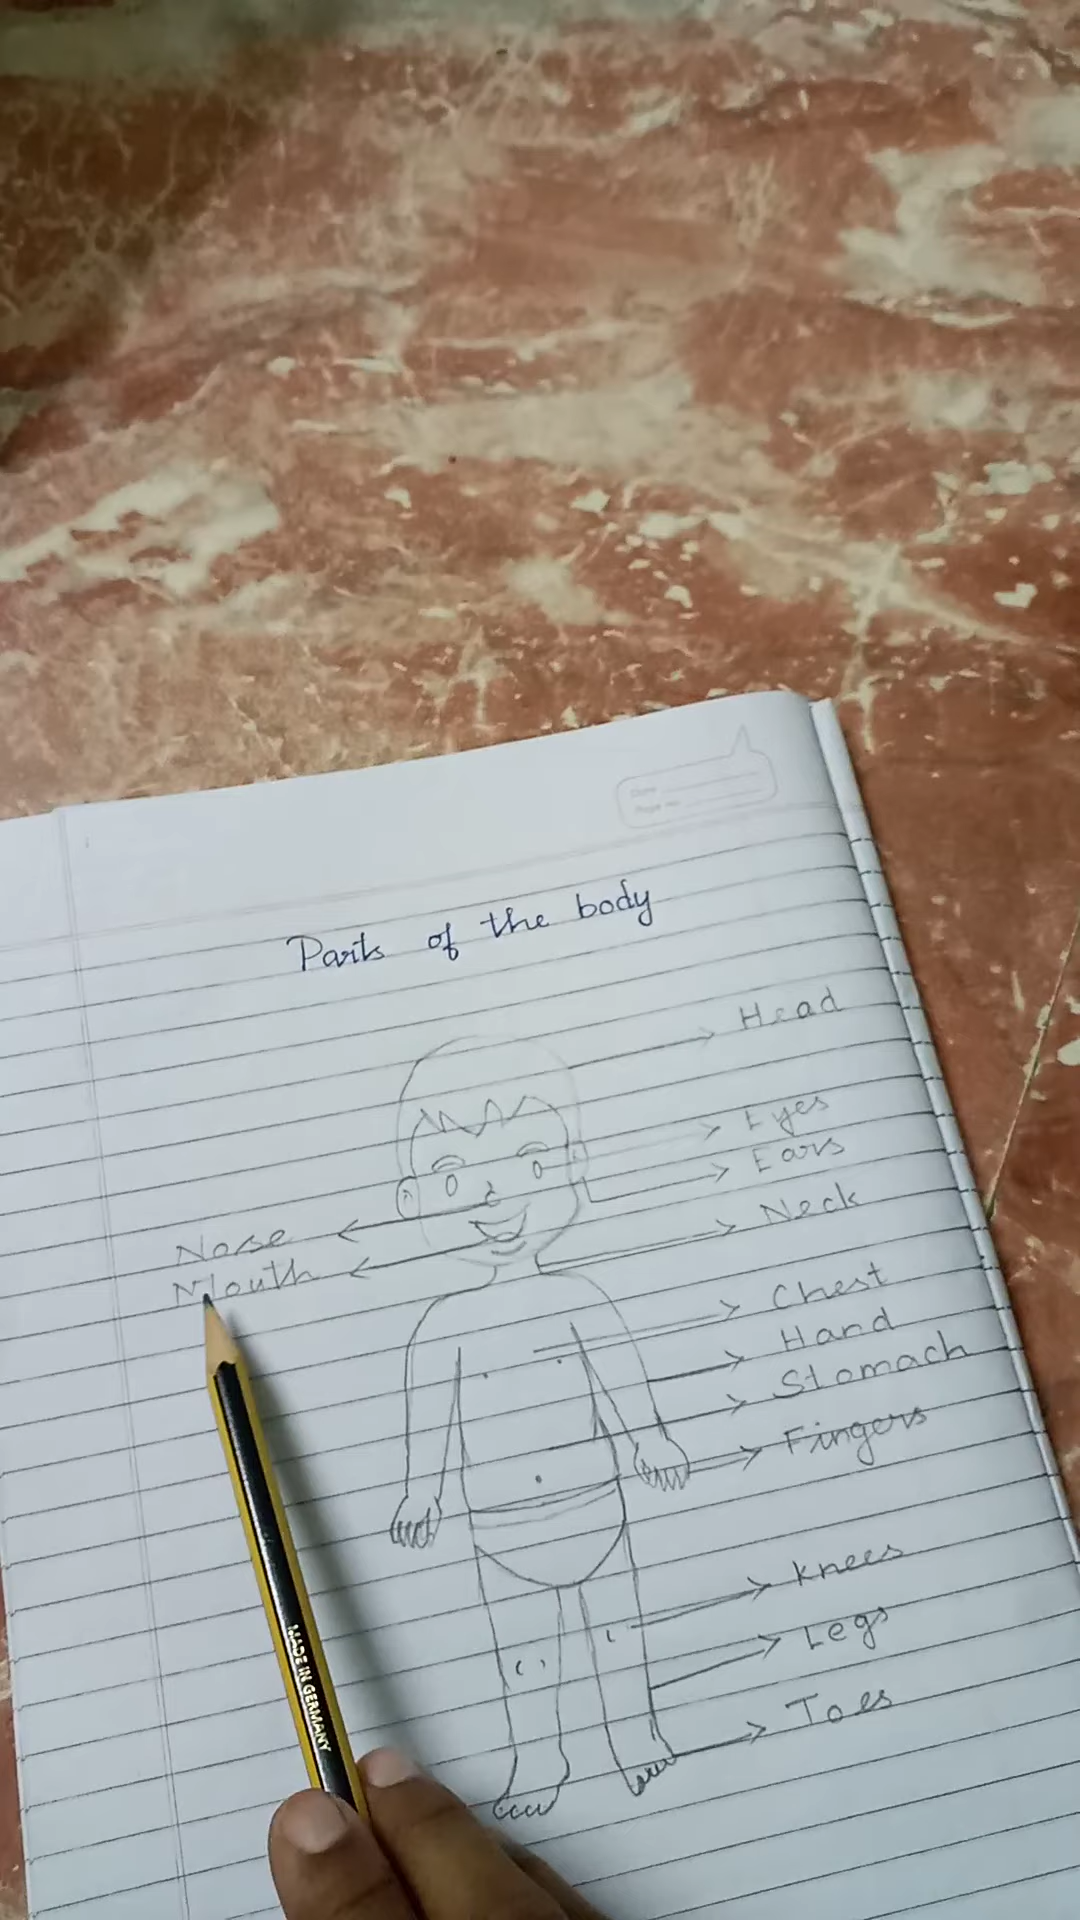 Parts of the body
Head
Eyes
Ears
Neck
Nose
Mouth
Chest
Hand
Stomach
Fingers
Knees
Legs
Toes
MADE IN GERMANY